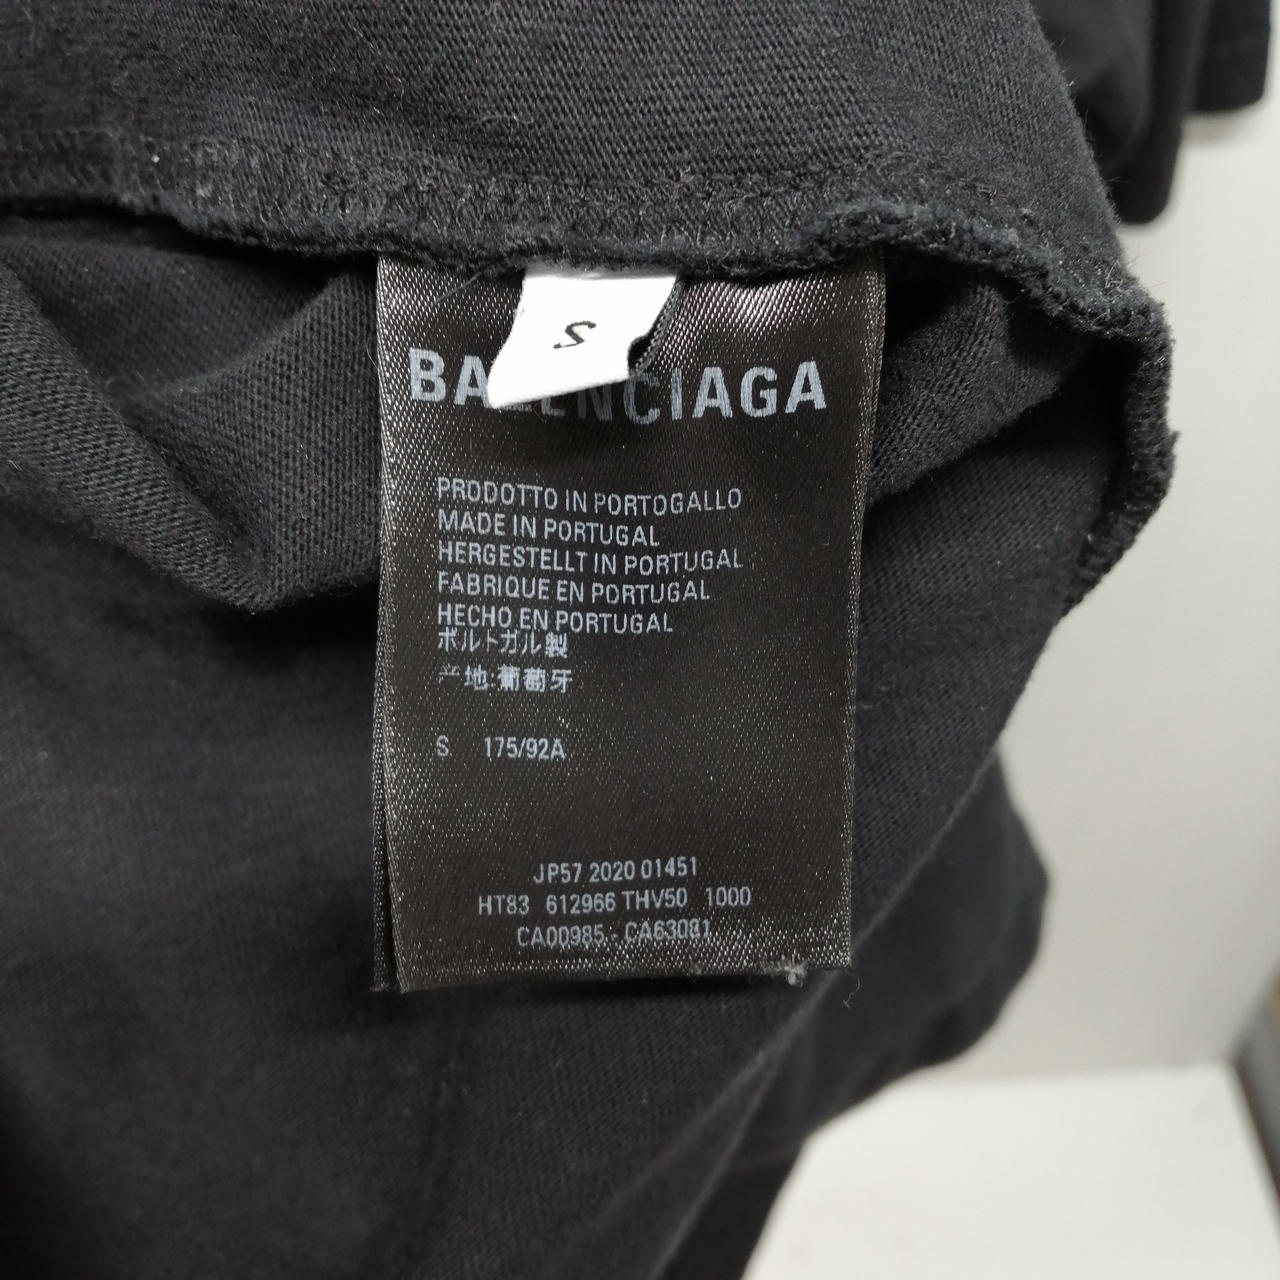 S
BALENCIAGA
PRODOTTO IN PORTOGALLO
MADE IN PORTUGAL
HERGESTELLT IN PORTUGAL
FABRIQUE EN PORTUGAL
HECHO EN PORTUGAL
ポルトガル製
产地:葡萄牙
S 175/92A
JP57 2020 01451
HT83 612966 THV50 1000
CA00985 - CA63081